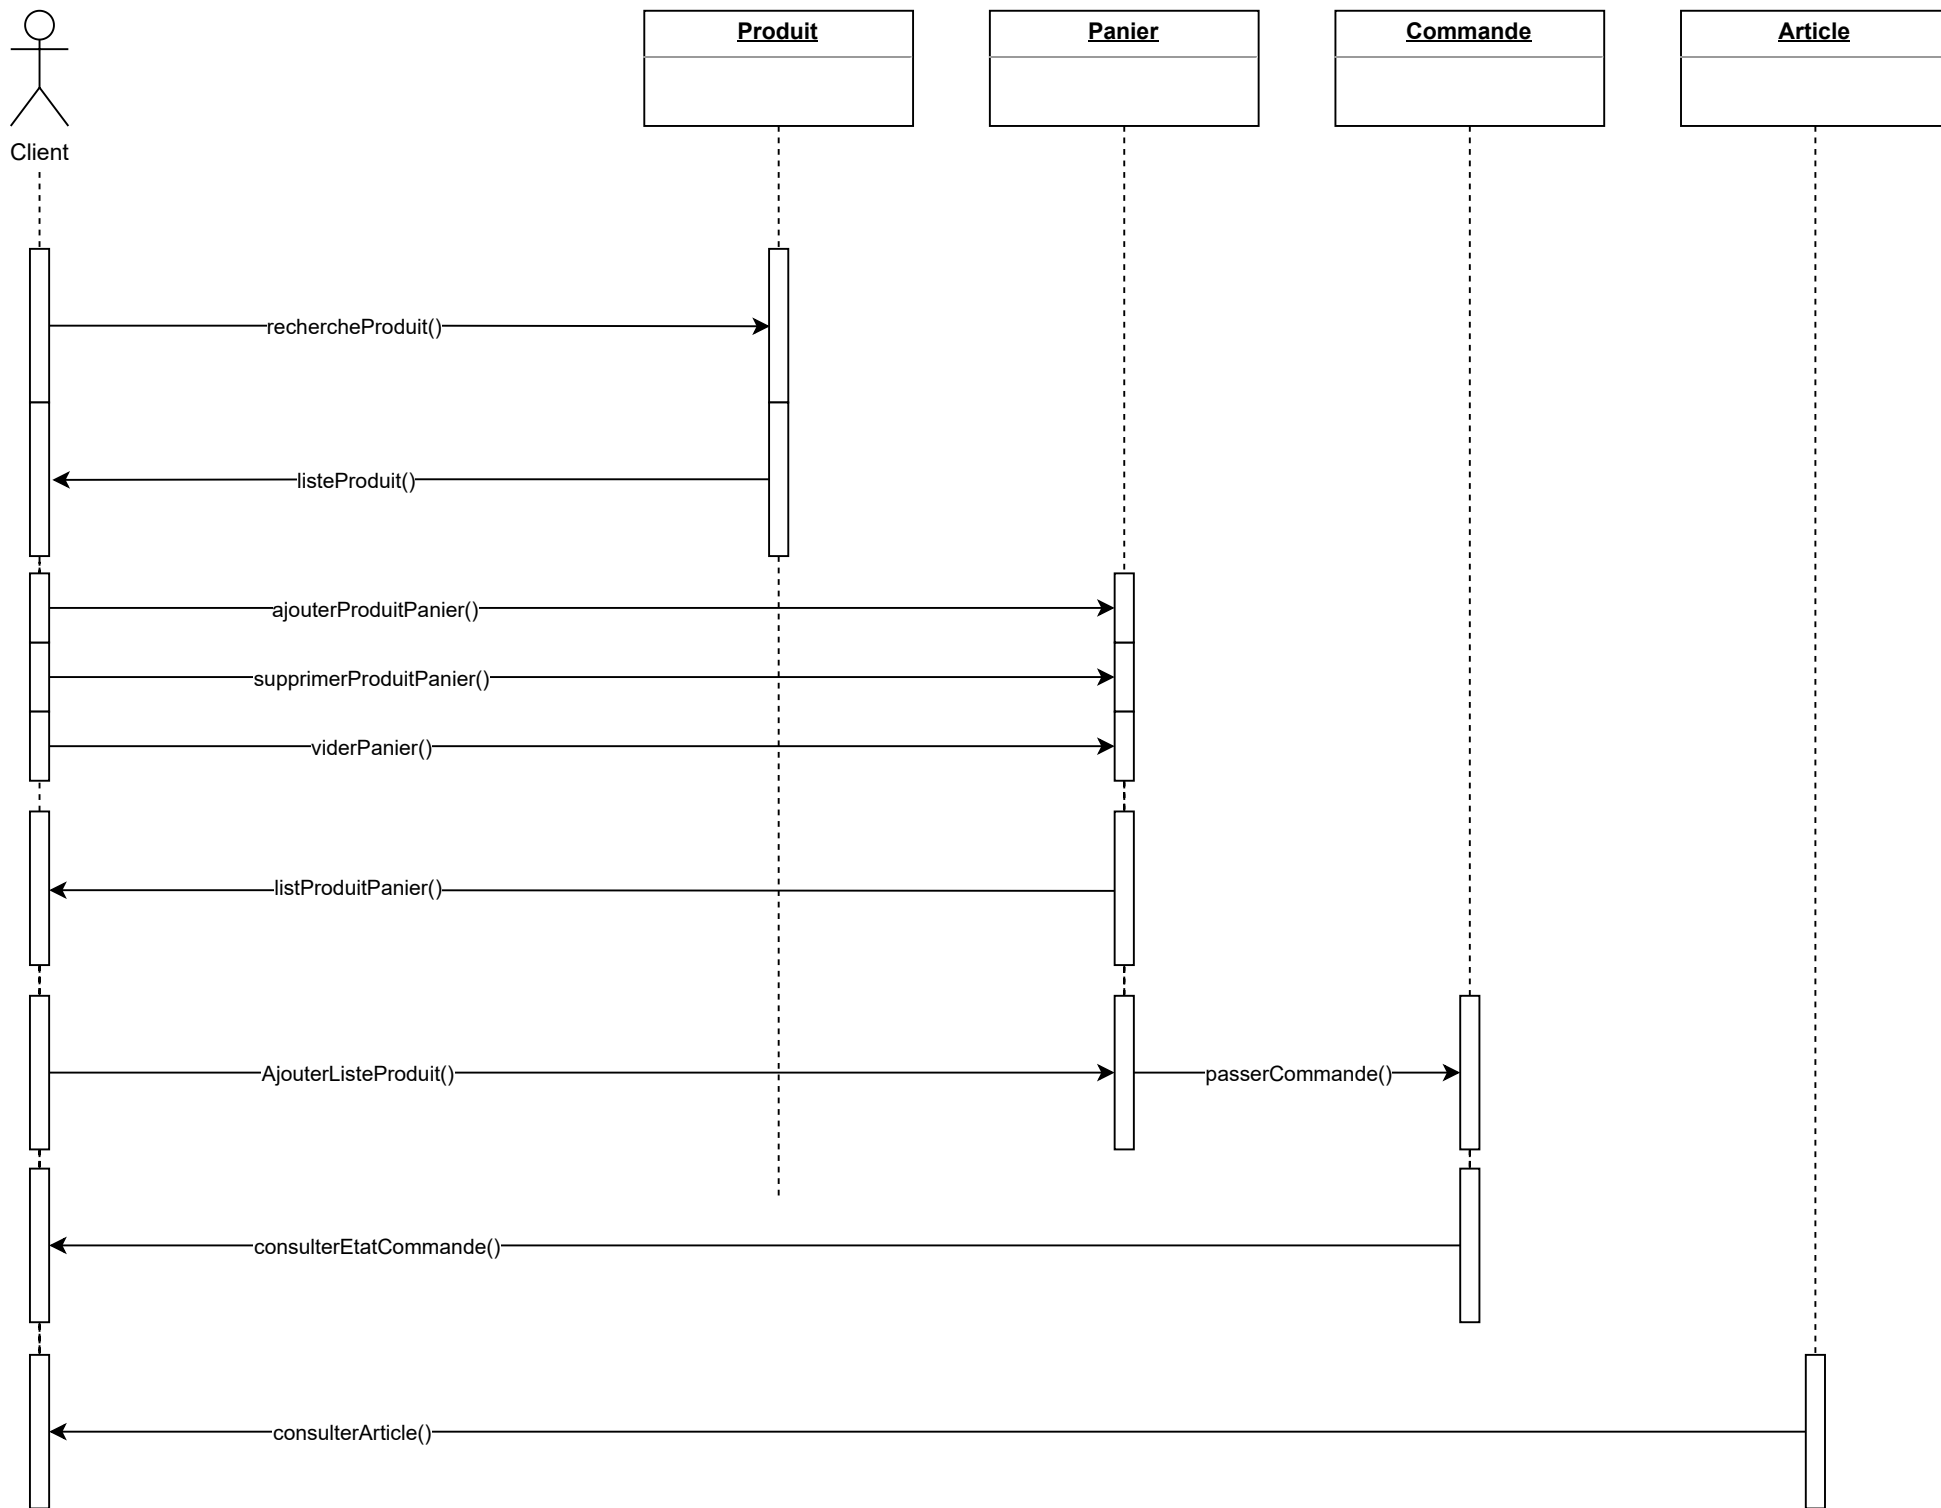 Produit
Panier
Commande
Article
Client
rechercheProduit()
listeProduit()
ajouterProduitPanier()
supprimerProduitPanier()
viderPanier()
listProduitPanier()
AjouterListeProduit()
passerCommande()
consulterEtatCommande()
consulterArticle()